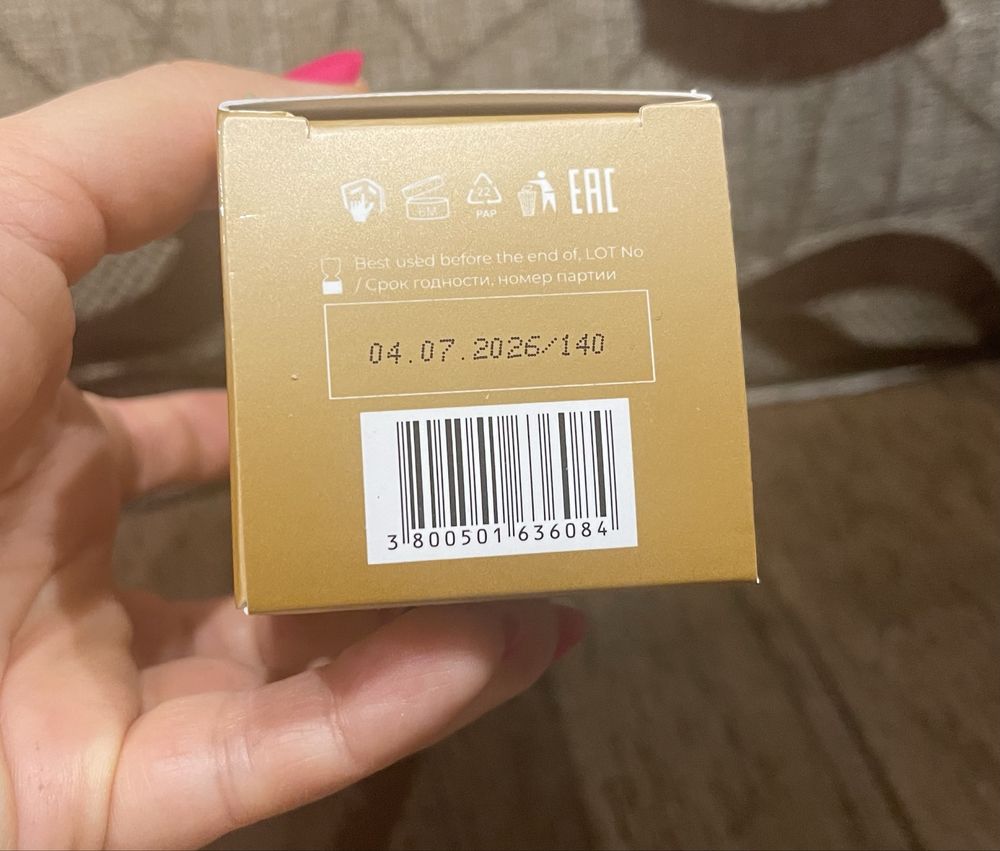 6M
22
PAP
EAC
Best used before the end of, LOT No
/ Срок годности, номер партии
04.07.2026/140
3 800501 636084